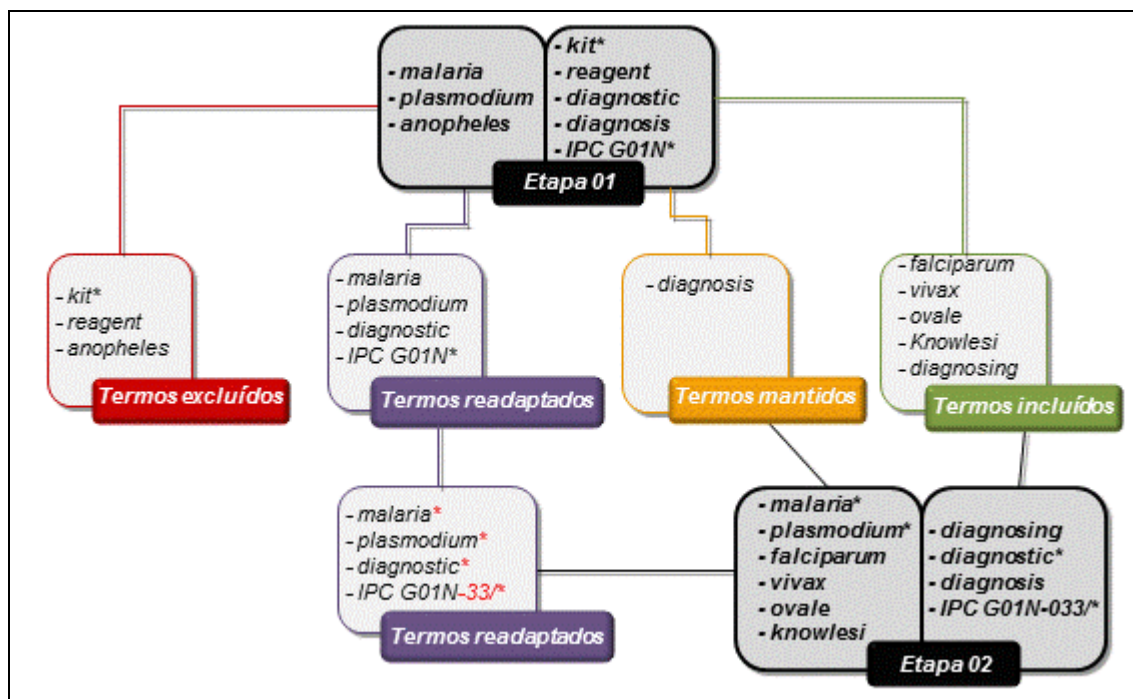 - malaria
- plasmodium
- anopheles
- kit*
- reagent
- diagnostic
- diagnosis
- IPC G01N*
Etapa 01
- kit*
- reagent
- anopheles
Termos excluídos
- malaria
- plasmodium
- diagnostic
- IPC G01N*
Termos readaptados
- diagnosis
Termos mantidos
- falciparum
- vivax
- ovale
- Knowlesi
- diagnosing
Termos incluídos
- malaria*
- plasmodium*
- diagnostic*
- IPC G01N-33/*
Termos readaptados
- malaria*
- plasmodium*
- falciparum
- vivax
- ovale
- knowlesi
- diagnosing
- diagnostic*
- diagnosis
- IPC G01N-033/*
Etapa 02